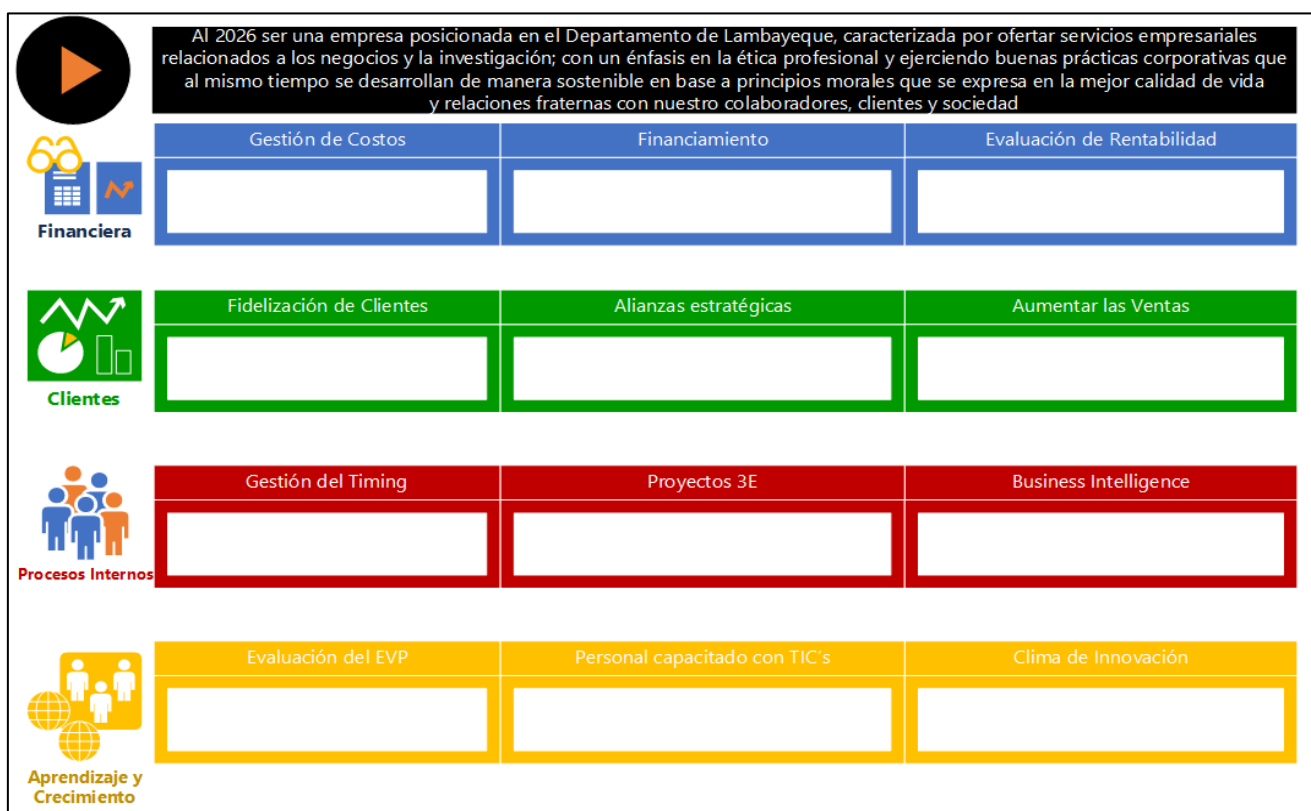 Al 2026 ser una empresa posicionada en el Departamento de Lambayeque, caracterizada por ofertar servicios empresariales
relacionados a los negocios y la investigación; con un énfasis en la ética profesional y ejerciendo buenas prácticas corporativas que
al mismo tiempo se desarrollan de manera sostenible en base a principios morales que se expresa en la mejor calidad de vida
y relaciones fraternas con nuestro colaboradores, clientes y sociedad
Financiera
Gestión de Costos
Financiamiento
Evaluación de Rentabilidad
Clientes
Fidelización de Clientes
Alianzas estratégicas
Aumentar las Ventas
Procesos Internos
Gestión del Timing
Proyectos 3E
Business Intelligence
Aprendizaje y
Crecimiento
Evaluación del EVP
Personal capacitado con TIC´s
Clima de Innovación